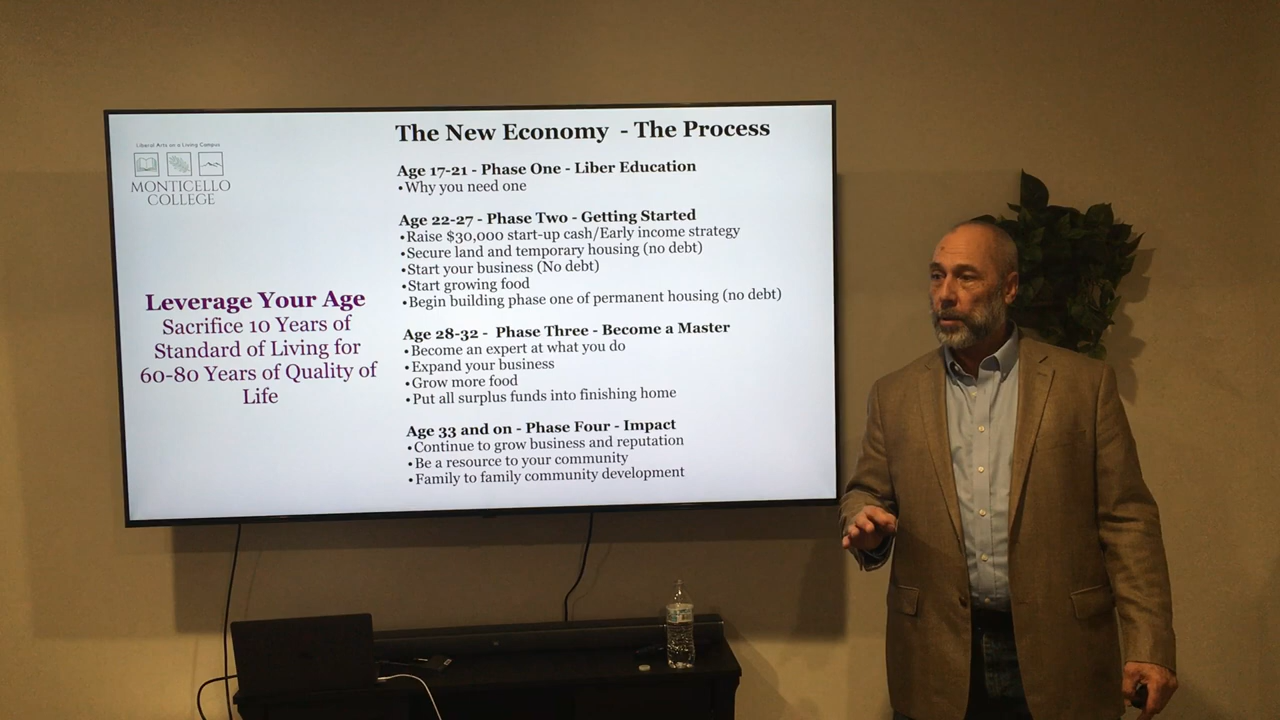 Liberal Arts on a Living Campus
MONTICELLO
COLLEGE
Leverage Your Age
Sacrifice 10 Years of
Standard of Living for
60-80 Years of Quality of
Life
The New Economy - The Process
Age 17-21 - Phase One - Liber Education
•Why you need one
Age 22-27 - Phase Two - Getting Started
•Raise $30,000 start-up cash/Early income strategy
•Secure land and temporary housing (no debt)
•Start your business (No debt)
•Start growing food
•Begin building phase one of permanent housing (no debt)
Age 28-32 - Phase Three - Become a Master
•Become an expert at what you do
•Expand your business
•Grow more food
•Put all surplus funds into finishing home
Age 33 and on - Phase Four - Impact
•Continue to grow business and reputation
•Be a resource to your community
•Family to family community development